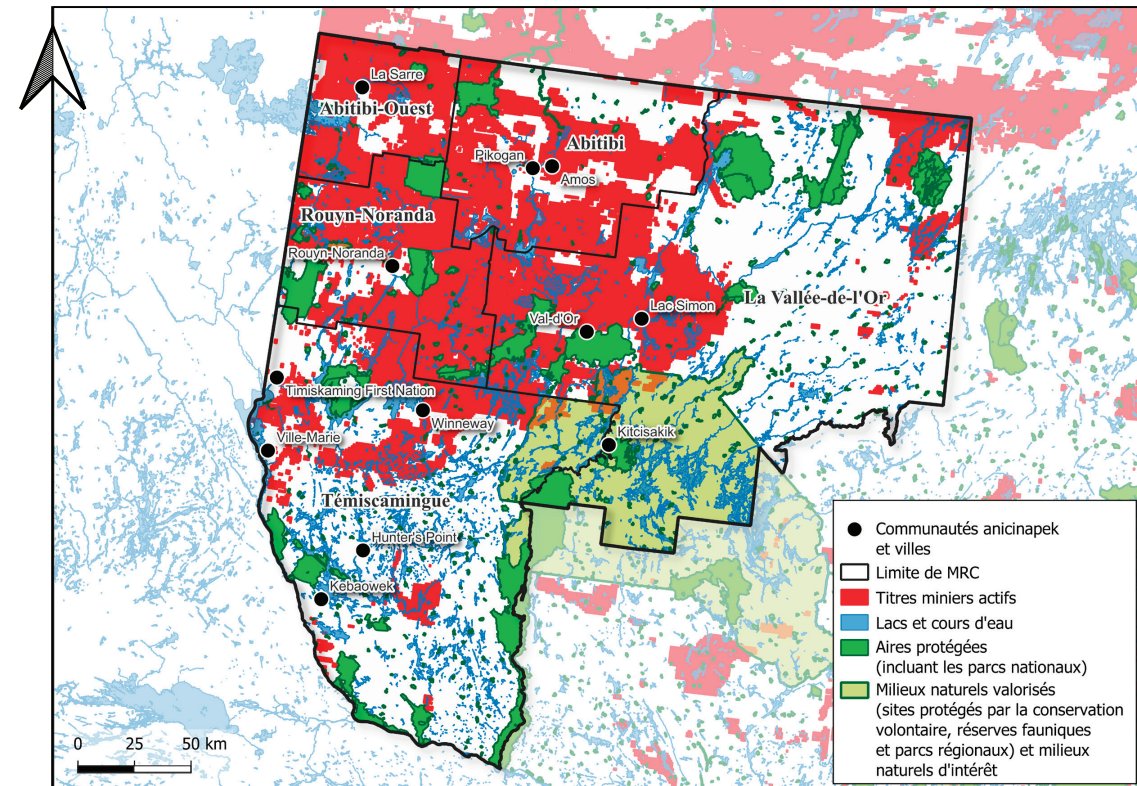 La Sarre
Abitibi-Ouest
Abitibi
Pikogan
Amos
Rouyn-Noranda
Rouyn-Noranda
La Vallée-de-l'Or
Lac Simon
Val-d'Or
Timiskaming First Nation
Winneway
Ville-Marie
Kitcisakik
Témiscamingue
Hunter's Point
Kebaowek
Communautés anicinapek
et villes
Limite de MRC
Titres miniers actifs
Lacs et cours d'eau
Aires protégées
(incluant les parcs nationaux)
Milieux naturels valorisés
(sites protégés par la conservation
volontaire, réserves fauniques
et parcs régionaux) et milieux
naturels d'intérêt
0 25 50 km